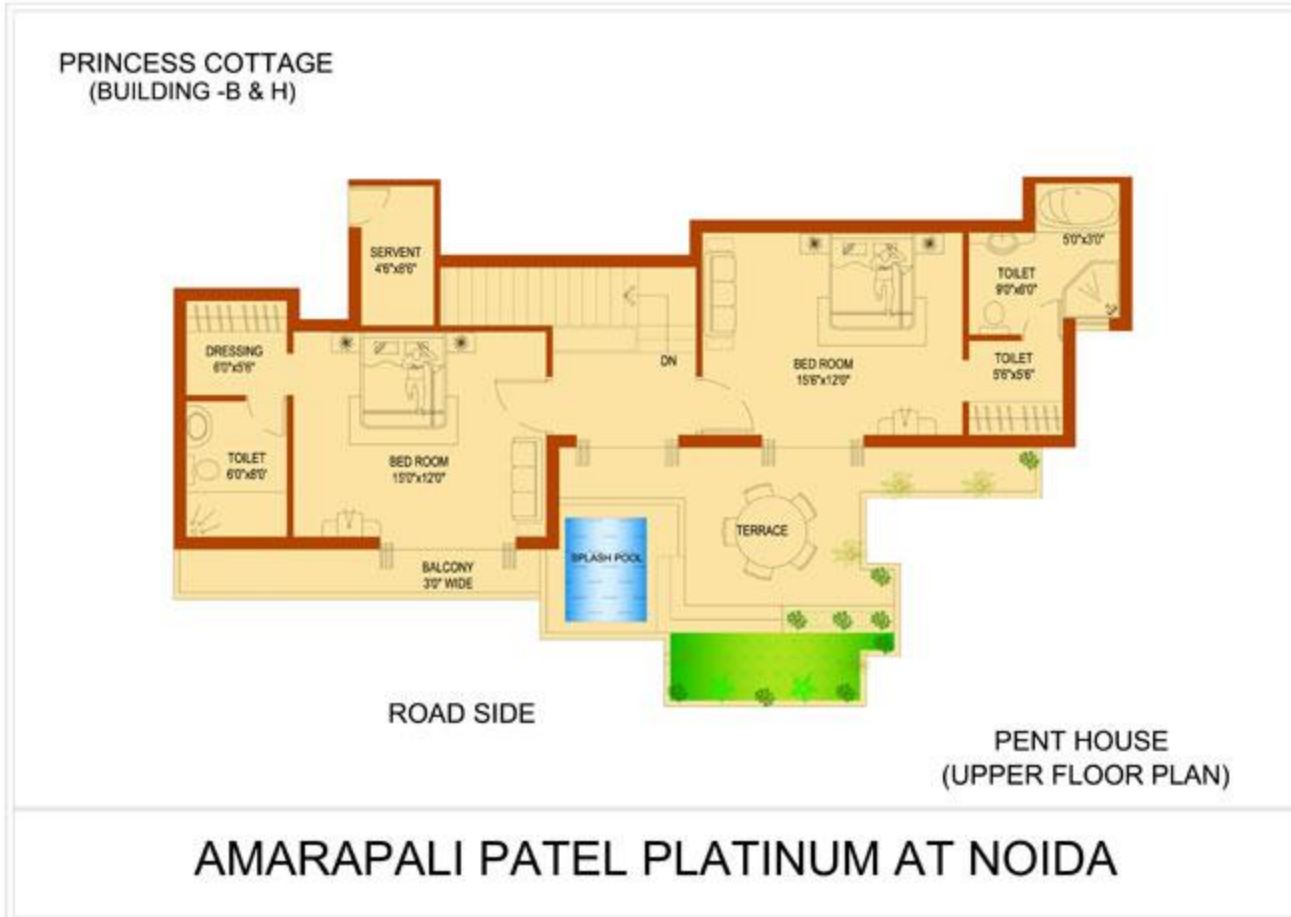 PRINCESS COTTAGE
(BUILDING -B & H)
SERVENT
4'6"x8'6"
5'0"x3'0"
TOILET
9'0"x6'0"
DRESSING
6'0"x5'6"
DN
BED ROOM
15'6"x12'0"
TOILET
5'6"x5'6"
TOILET
6'0"x8'0'
BED ROOM
15'0"x12'0"
TERRACE
SPLASH POOL
BALCONY
3'0" WIDE
ROAD SIDE
PENT HOUSE
(UPPER FLOOR PLAN)
AMARAPALI PATEL PLATINUM AT NOIDA